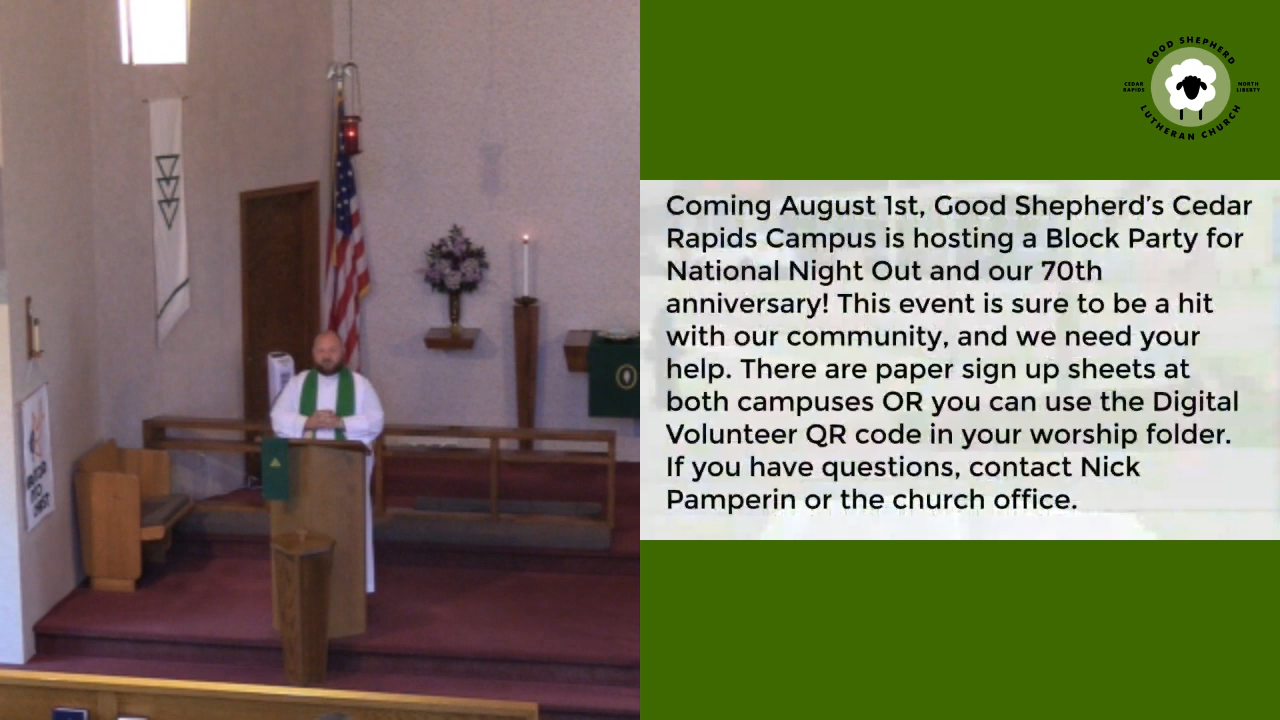 GOOD SHEPHERD
CEDAR RAPIDS
NORTH LIBERTY
LUTHERAN CHURCH
Coming August 1st, Good Shepherd’s Cedar
Rapids Campus is hosting a Block Party for
National Night Out and our 70th
anniversary! This event is sure to be a hit
with our community, and we need your
help. There are paper sign up sheets at
both campuses OR you can use the Digital
Volunteer QR code in your worship folder.
If you have questions, contact Nick
Pamperin or the church office.